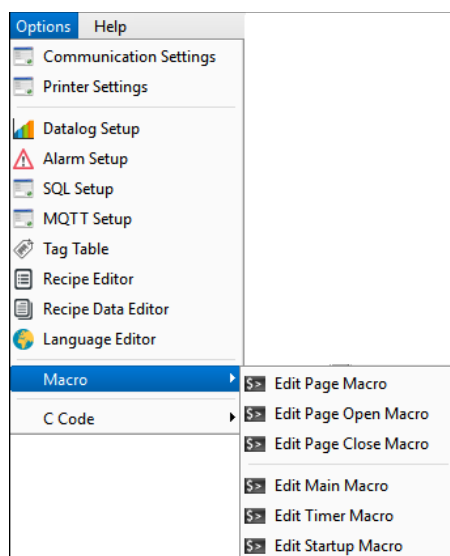 Options Help
Communication Settings
Printer Settings
Datalog Setup
Alarm Setup
SQL Setup
MQTT Setup
Tag Table
Recipe Editor
Recipe Data Editor
Language Editor
Macro
C Code
Edit Page Macro
Edit Page Open Macro
Edit Page Close Macro
Edit Main Macro
Edit Timer Macro
Edit Startup Macro